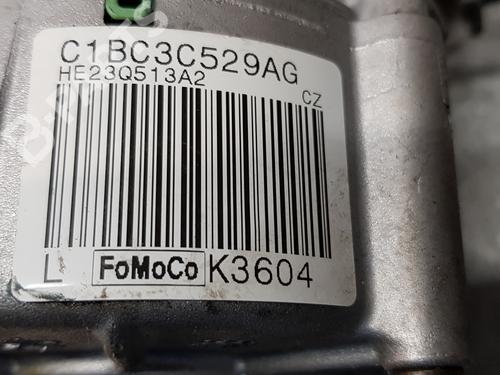 C1BC3C529AG
HE23Q513A2
CZ
L FoMoCo K3604